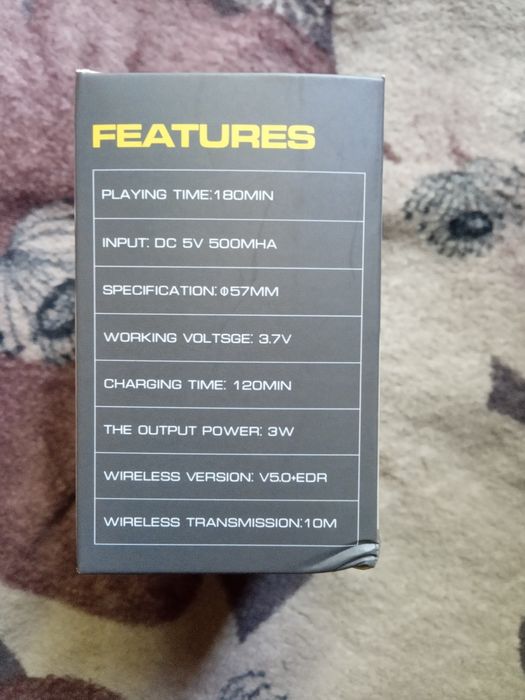 FEATURES
PLAYING TIME:180MIN
INPUT: DC 5V 500MHA
SPECIFICATION: Φ57MM
WORKING VOLTSGE: 3.7V
CHARGING TIME: 120MIN
THE OUTPUT POWER: 3W
WIRELESS VERSION: V5.0+EDR
WIRELESS TRANSMISSION:10M